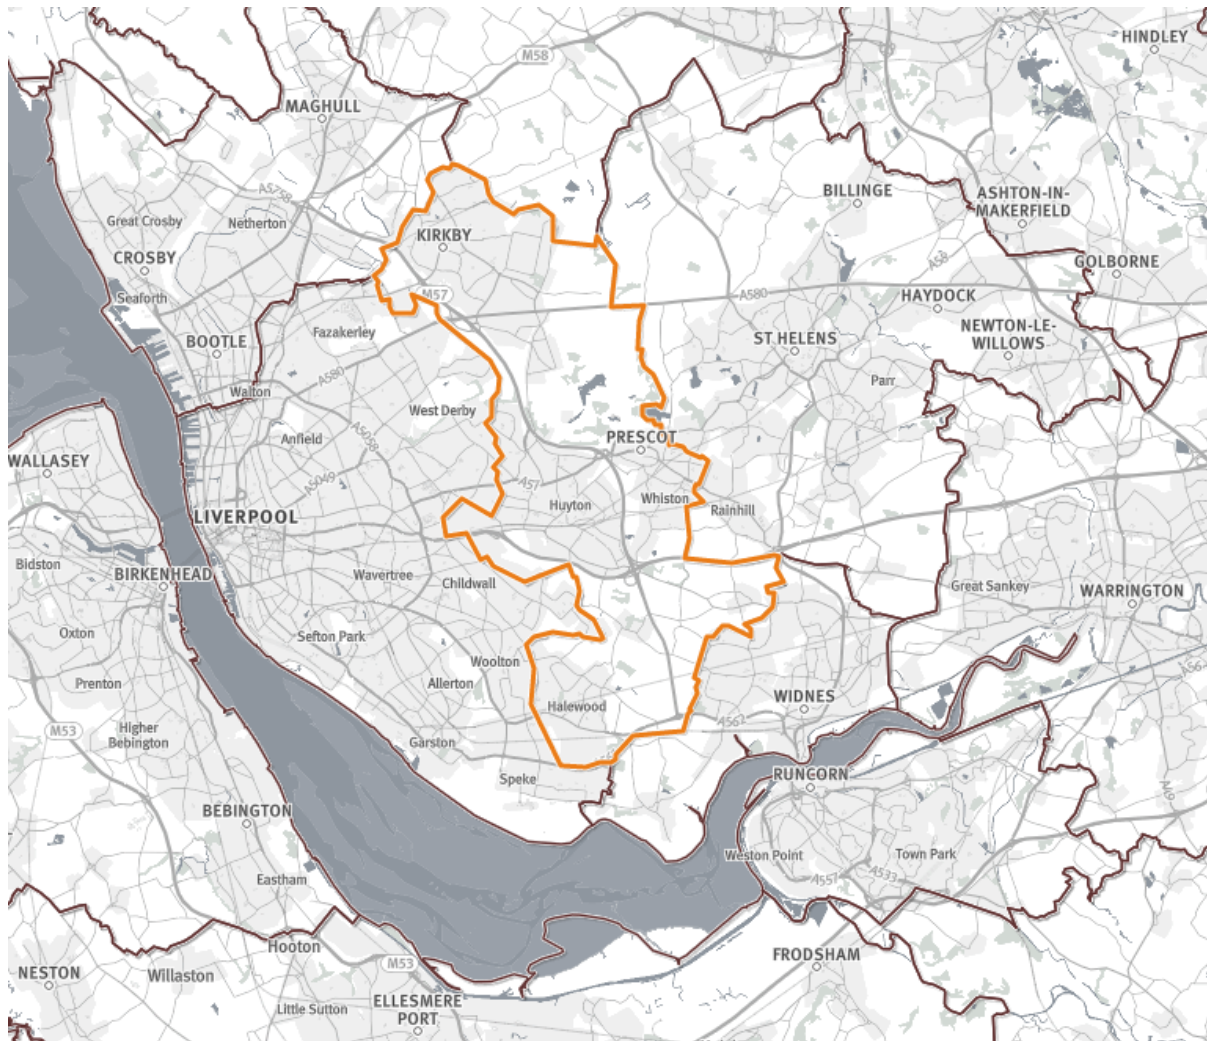 HINDLEY
M58
MAGHULL
A5758
BILLINGE
ASHTON-IN-
MAKERFIELD
Great Crosby
Netherton
KIRKBY
CROSBY
GOLBORNE
A58
Seaforth
M57
A580
HAYDOCK
Fazakerley
NEWTON-LE-
WILLOWS
BOOTLE
ST HELENS
A580
Parr
Walton
West Derby
Anfield
A5058
PRESCOT
WALLASEY
A5049
A57
Whiston
Huyton
Rainhill
LIVERPOOL
Bidston
BIRKENHEAD
Wavertree
Childwall
Great Sankey
WARRINGTON
Oxton
Sefton Park
Woolton
A56
Prenton
Allerton
WIDNES
Halewood
A562
M53
Higher
Bebington
Garston
Speke
RUNCORN
A49
BEBINGTON
Weston Point
Town Park
Eastham
A557
A533
Hooton
FRODSHAM
M53
NESTON
Willaston
ELLESMERE
PORT
Little Sutton